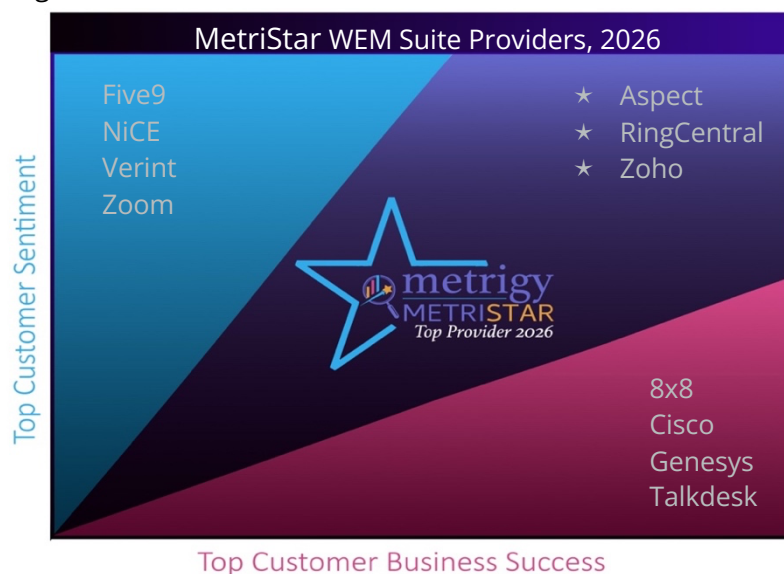 MetriStar WEM Suite Providers, 2026
Five9
NiCE
Verint
Zoom
★ Aspect
★ RingCentral
★ Zoho
Top Customer Sentiment
metrigy
METRISTAR
Top Provider 2026
8x8
Cisco
Genesys
Talkdesk
Top Customer Business Success